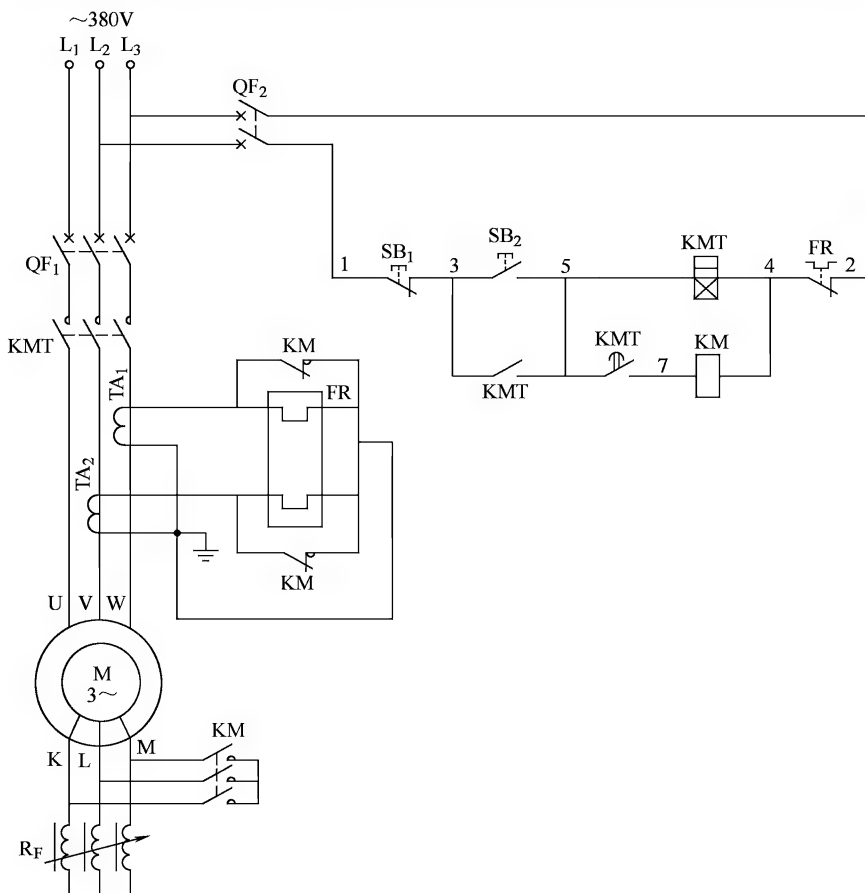 ～380V
L₁ L₂ L₃
QF₂
SB₁
SB₂
KMT
FR
1
3
5
4
2
QF₁
KMT
KMT
KMT
7
KM
TA₁
KM
FR
TA₂
KM
U V W
M
3～
K L M
KM
R_F